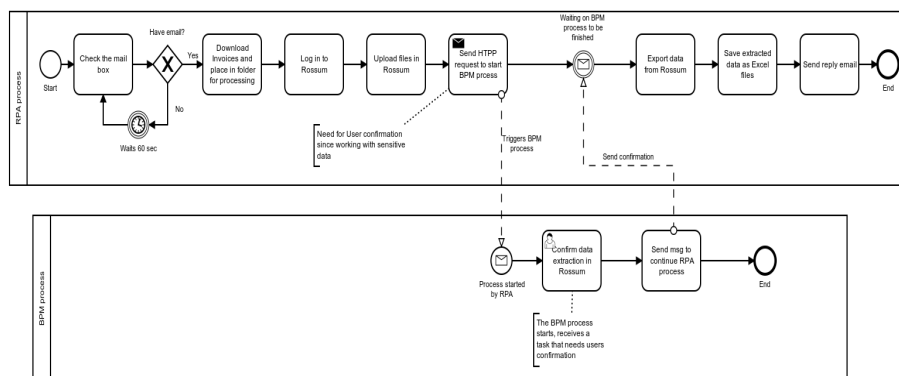 RPA process
Start
Check the mail
box
Have email?
Yes
No
Waits 60 sec
Download
Invoices and
place in folder
for processing
Log in to
Rossum
Upload files in
Rossum
Send HTPP
request to start
BPM prcess
Need for User confirmation
since working with sensitive
data
Waiting on BPM
process to be
finished
Triggers BPM
process
Send confirmation
Export data
from Rossum
Save extracted
data as Excel
files
Send reply email
End
BPM process
Process started
by RPA
Confirm data
extraction in
Rossum
Send msg to
continue RPA
process
End
The BPM process
starts, receives a
task that needs users
confirmation